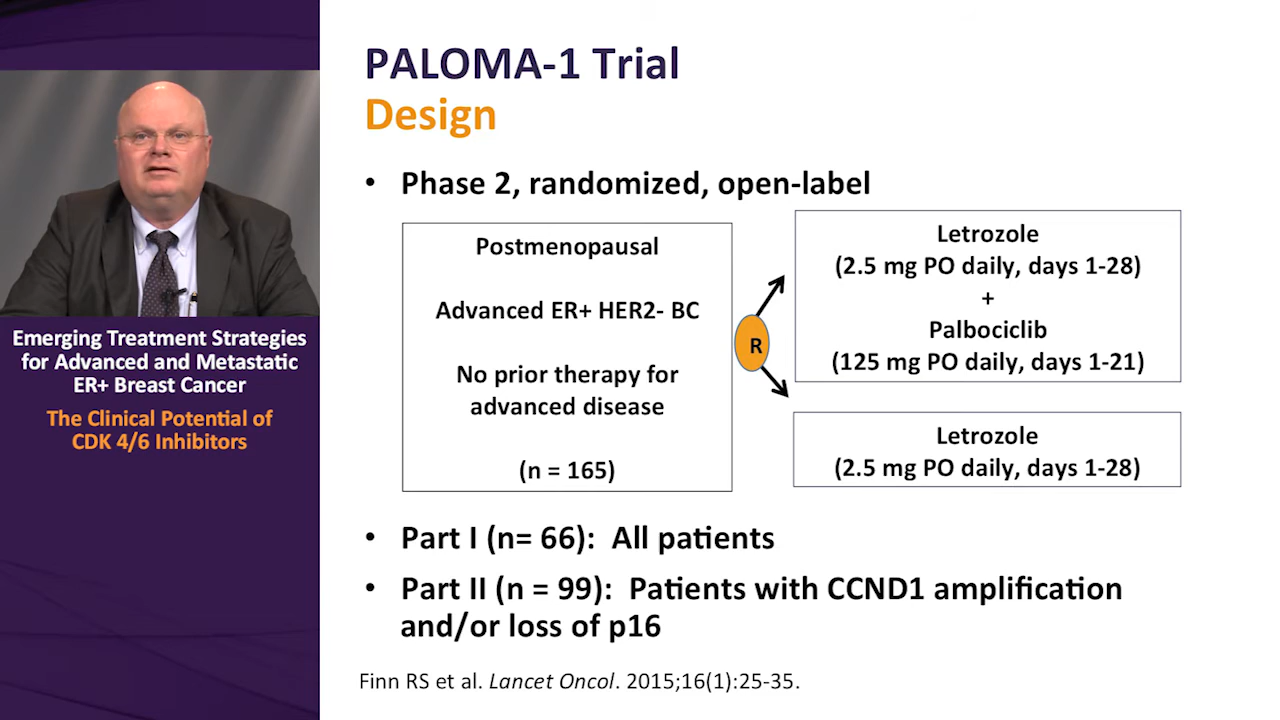 PALOMA-1 Trial
Design
• Phase 2, randomized, open-label
Postmenopausal
Advanced ER+ HER2- BC
No prior therapy for
advanced disease
(n = 165)
R
Letrozole
(2.5 mg PO daily, days 1-28)
+
Palbociclib
(125 mg PO daily, days 1-21)
Letrozole
(2.5 mg PO daily, days 1-28)
• Part I (n= 66): All patients
• Part II (n = 99): Patients with CCND1 amplification
and/or loss of p16
Finn RS et al. Lancet Oncol. 2015;16(1):25-35.
Emerging Treatment Strategies
for Advanced and Metastatic
ER+ Breast Cancer
The Clinical Potential of
CDK 4/6 Inhibitors